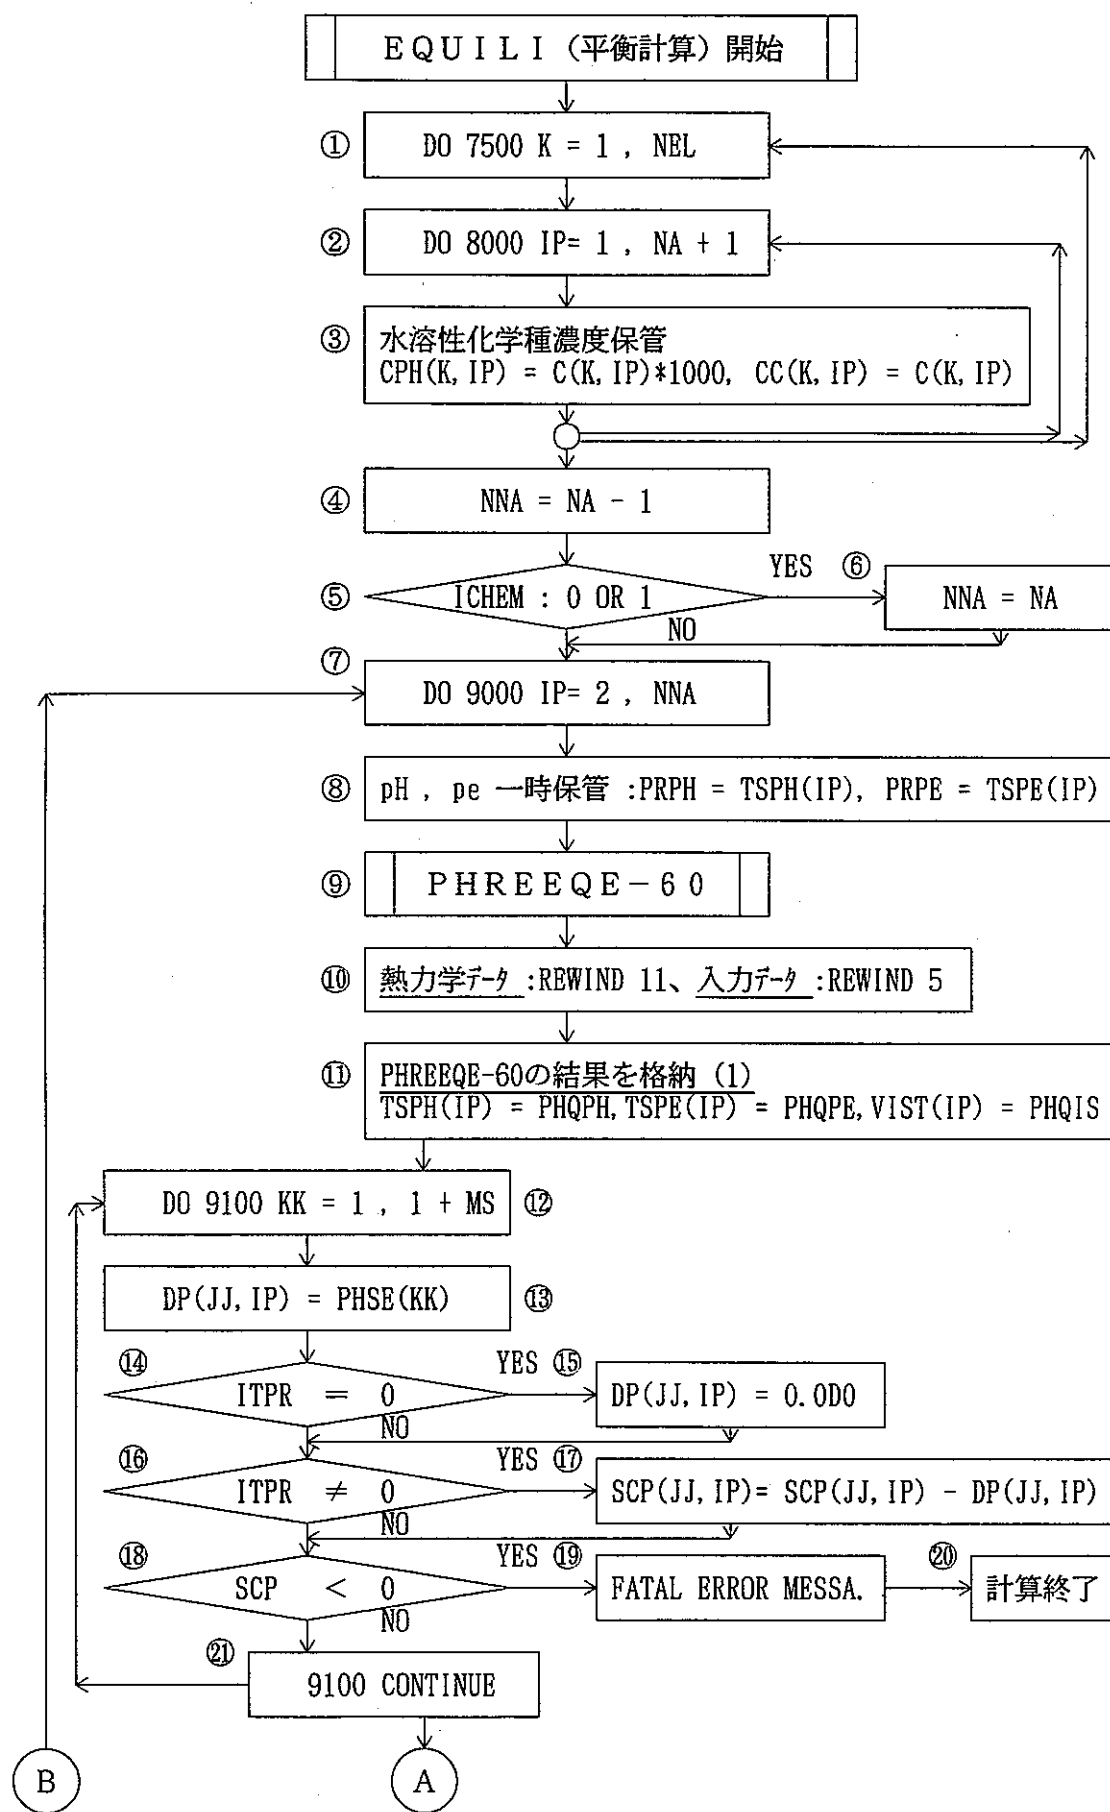 EQUILI（平衡計算）開始
① DO 7500 K = 1 , NEL
② DO 8000 IP= 1 , NA + 1
③ 水溶性化学種濃度保管
CPH(K,IP) = C(K,IP)*1000, CC(K,IP) = C(K,IP)
④ NNA = NA - 1
YES ⑥
⑤ ICHEM : 0 OR 1
NNA = NA
NO
⑦
DO 9000 IP= 2 , NNA
⑧ pH , pe 一時保管 :PRPH = TSPH(IP), PRPE = TSPE(IP)
⑨ PHREEQE－60
⑩ 熱力学ﾃﾞｰﾀ :REWIND 11、入力ﾃﾞｰﾀ :REWIND 5
⑪ PHREEQE-60の結果を格納 (1)
TSPH(IP) = PHQPH,TSPE(IP) = PHQPE,VIST(IP) = PHQIS
DO 9100 KK = 1 , 1 + MS ⑫
DP(JJ,IP) = PHSE(KK) ⑬
⑭ YES ⑮
ITPR ＝ 0
DP(JJ,IP) = 0.0D0
NO
⑯ YES ⑰
ITPR ≠ 0
SCP(JJ,IP)= SCP(JJ,IP) - DP(JJ,IP)
NO
⑱ YES ⑲ ⑳
SCP < 0
FATAL ERROR MESSA.
計算終了
NO
㉑
9100 CONTINUE
B A